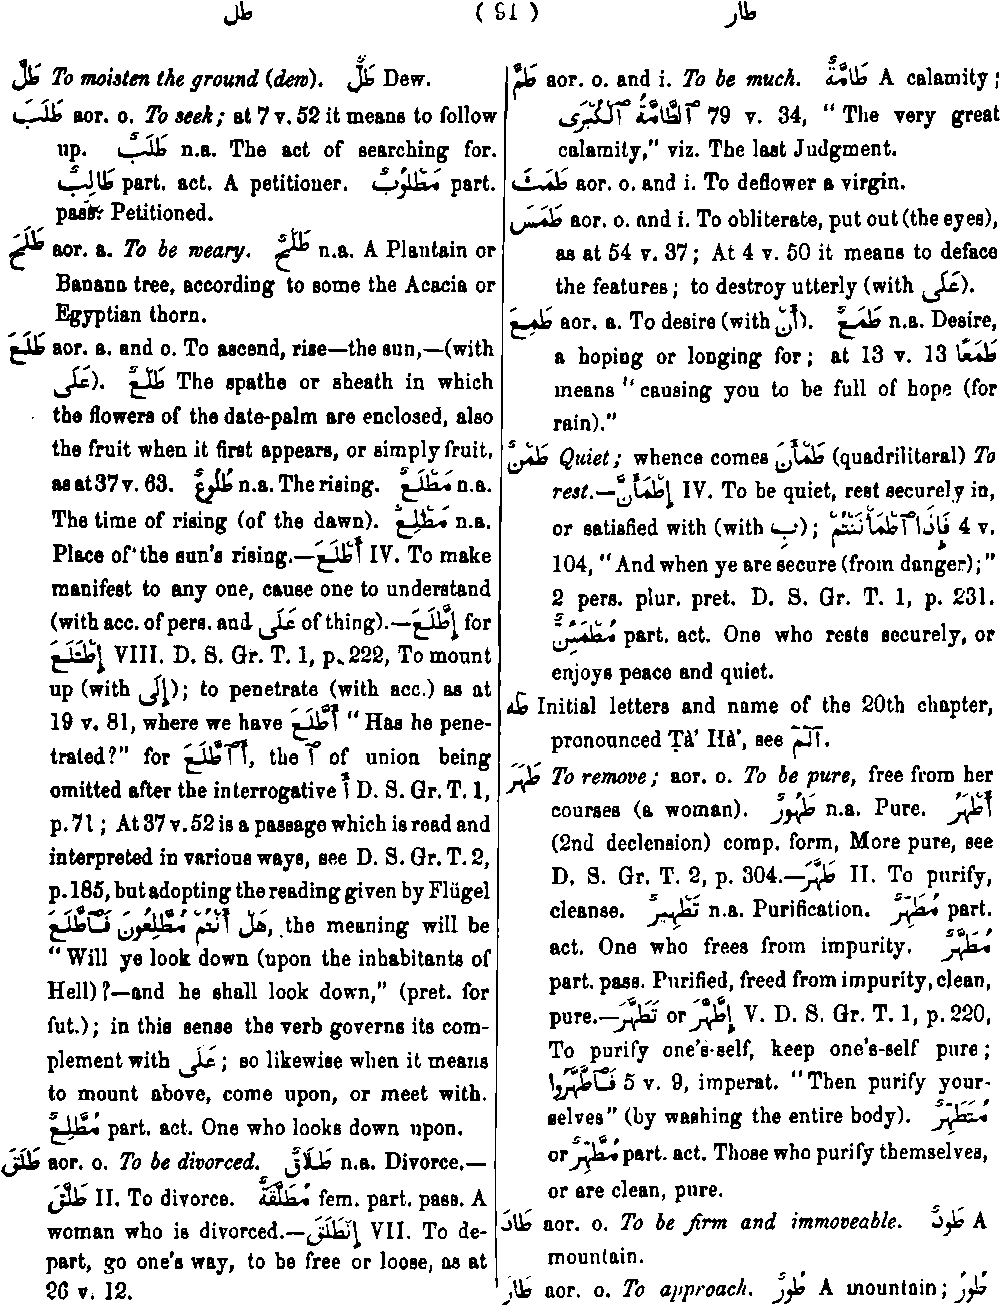 طل ( 91 ) طار
طَلَّ To moisten the ground (dew). طَلٌّ Dew.
طَلَبَ aor. o. To seek; at 7 v. 52 it means to follow
up. طَلَبٌ n.a. The act of searching for.
طَالِبٌ part. act. A petitioner. مَطْلُوبٌ part.
pass. Petitioned.
طَلَحَ aor. a. To be weary. طَلْحٌ n.a. A Plantain or
Banana tree, according to some the Acacia or
Egyptian thorn.
طَلَعَ aor. a. and o. To ascend, rise—the sun,—(with
عَلَى). طَلْعٌ The spathe or sheath in which
the flowers of the date-palm are enclosed, also
the fruit when it first appears, or simply fruit,
as at 37 v. 63. طُلُوعٌ n.a. The rising. مَطْلَعٌ n.a.
The time of rising (of the dawn). مَطْلِعٌ n.a.
Place of the sun's rising.—أَطْلَعَ IV. To make
manifest to any one, cause one to understand
(with acc. of pers. and عَلَى of thing).—إِطَّلَعَ for
إِطْتَلَعَ VIII. D. S. Gr. T. 1, p. 222, To mount
up (with إِلَى); to penetrate (with acc.) as at
19 v. 81, where we have أَطَّلَعَ "Has he pene-
trated?" for أَٱطَّلَعَ, the ٱ of union being
omitted after the interrogative أَ D. S. Gr. T. 1,
p. 71; At 37 v. 52 is a passage which is read and
interpreted in various ways, see D. S. Gr. T. 2,
p. 185, but adopting the reading given by Flügel
هَلْ أَنْتُمْ مُطَّلِعُونَ فَٱطَّلَعَ, the meaning will be
"Will ye look down (upon the inhabitants of
Hell)?—and he shall look down," (pret. for
fut.); in this sense the verb governs its com-
plement with عَلَى; so likewise when it means
to mount above, come upon, or meet with.
مُطَّلِعٌ part. act. One who looks down upon.
طَلَقَ aor. o. To be divorced. طَلَاقٌ n.a. Divorce.—
طَلَّقَ II. To divorce. مُطَلَّقَةٌ fem. part. pass. A
woman who is divorced.—إِنْطَلَقَ VII. To de-
part, go one's way, to be free or loose, as at
26 v. 12.
طَمَّ aor. o. and i. To be much. طَامَّةٌ A calamity;
ٱلطَّامَّةُ ٱلْكُبْرَى 79 v. 34, "The very great
calamity," viz. The last Judgment.
طَمَثَ aor. o. and i. To deflower a virgin.
طَمَسَ aor. o. and i. To obliterate, put out (the eyes),
as at 54 v. 37; At 4 v. 50 it means to deface
the features; to destroy utterly (with عَلَى).
طَمِعَ aor. a. To desire (with أَنْ). طَمَعٌ n.a. Desire,
a hoping or longing for; at 13 v. 13 طَمَعًا
means "causing you to be full of hope (for
rain)."
طَمْنٌ Quiet; whence comes طَمْأَنَ (quadriliteral) To
rest.—إِطْمَأَنَّ IV. To be quiet, rest securely in,
or satisfied with (with بِ); فَإِذَا ٱطْمَأْنَنْتُمْ 4 v.
104, "And when ye are secure (from danger);"
2 pers. plur. pret. D. S. Gr. T. 1, p. 231.
مُطْمَئِنٌّ part. act. One who rests securely, or
enjoys peace and quiet.
طٰهٰ Initial letters and name of the 20th chapter,
pronounced Ṭà' Hà', see آلٓمٓ.
طَهَرَ To remove; aor. o. To be pure, free from her
courses (a woman). طَهُورٌ n.a. Pure. أَطْهَرُ
(2nd declension) comp. form, More pure, see
D. S. Gr. T. 2, p. 304.—طَهَّرَ II. To purify,
cleanse. تَطْهِيرٌ n.a. Purification. مُطَهِّرٌ part.
act. One who frees from impurity. مُطَهَّرٌ
part. pass. Purified, freed from impurity, clean,
pure.—تَطَهَّرَ or إِطَّهَّرَ V. D. S. Gr. T. 1, p. 220,
To purify one's-self, keep one's-self pure;
فَٱطَّهَّرُوا 5 v. 9, imperat. "Then purify your-
selves" (by washing the entire body). مُتَطَهِّرٌ
or مُطَّهِّرٌ part. act. Those who purify themselves,
or are clean, pure.
طَادَ aor. o. To be firm and immoveable. طَوْدٌ A
mountain.
طَارَ aor. o. To approach. طُورٌ A mountain; طَوْرٌ